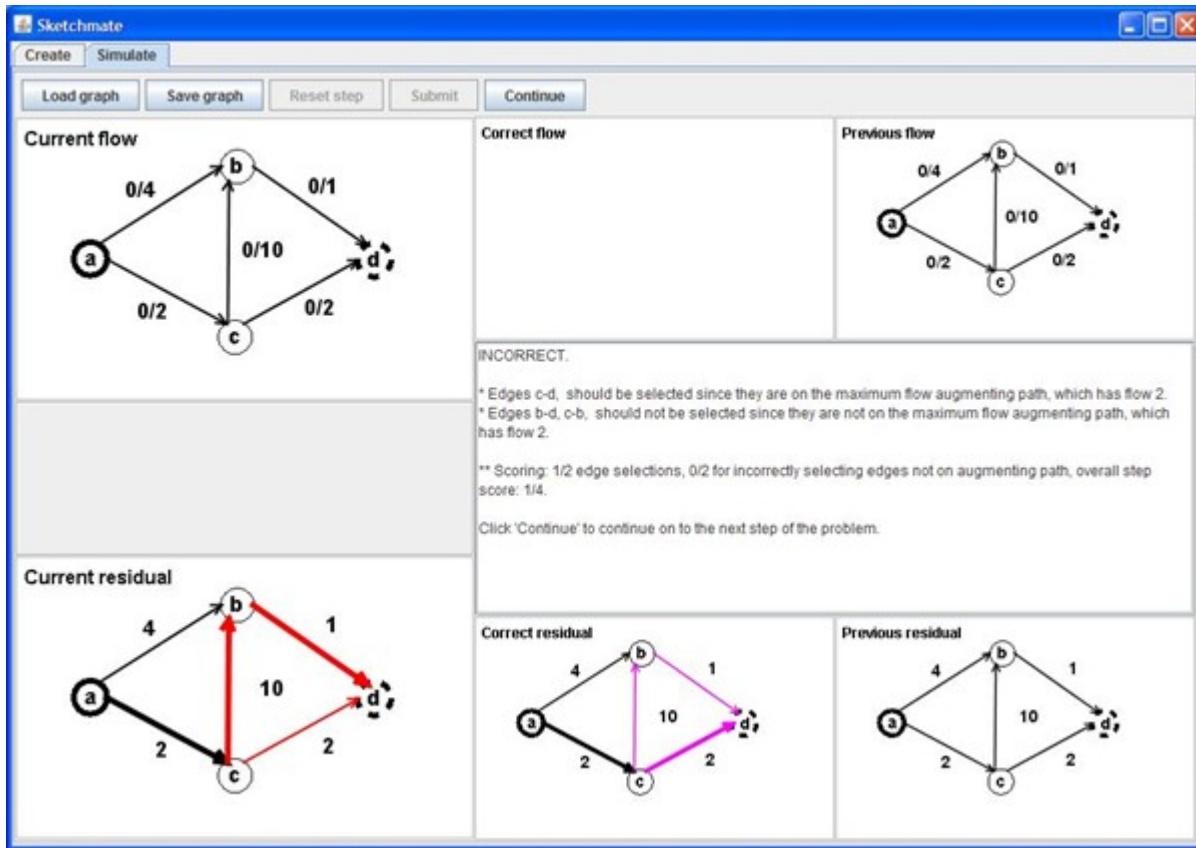 Sketchmate
Create Simulate
Load graph Save graph Reset step Submit Continue
Current flow
b
0/4
0/1
0/10
a
d
0/2
0/2
c
Correct flow
Previous flow
b
0/4
0/1
0/10
a
d
0/2
0/2
c
INCORRECT.
* Edges c-d,  should be selected since they are on the maximum flow augmenting path, which has flow 2.
* Edges b-d, c-b,  should not be selected since they are not on the maximum flow augmenting path, which
has flow 2.
** Scoring: 1/2 edge selections, 0/2 for incorrectly selecting edges not on augmenting path, overall step
score: 1/4.
Click 'Continue' to continue on to the next step of the problem.
Current residual
b
4
1
10
a
d
2
2
c
Correct residual
b
4
1
10
a
d
2
2
c
Previous residual
b
4
1
10
a
d
2
2
c